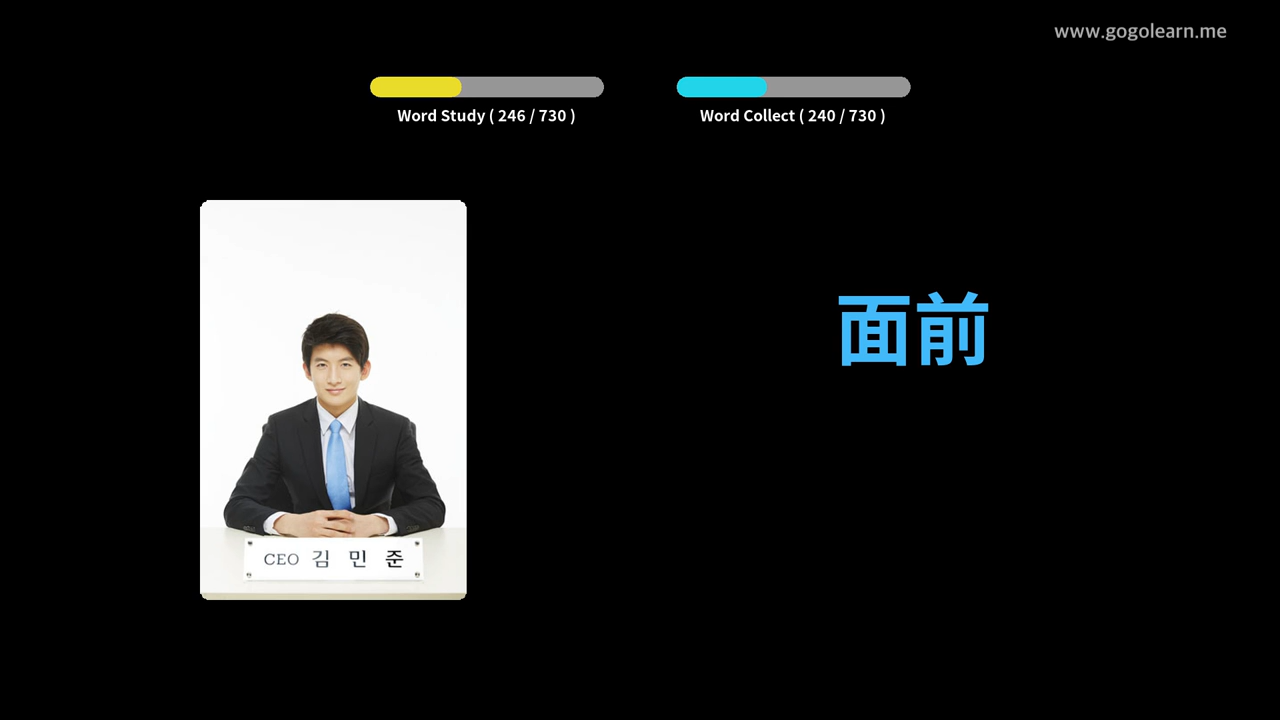 www.gogolearn.me
Word Study ( 246 / 730 )
Word Collect ( 240 / 730 )
面前
CEO 김 민 준